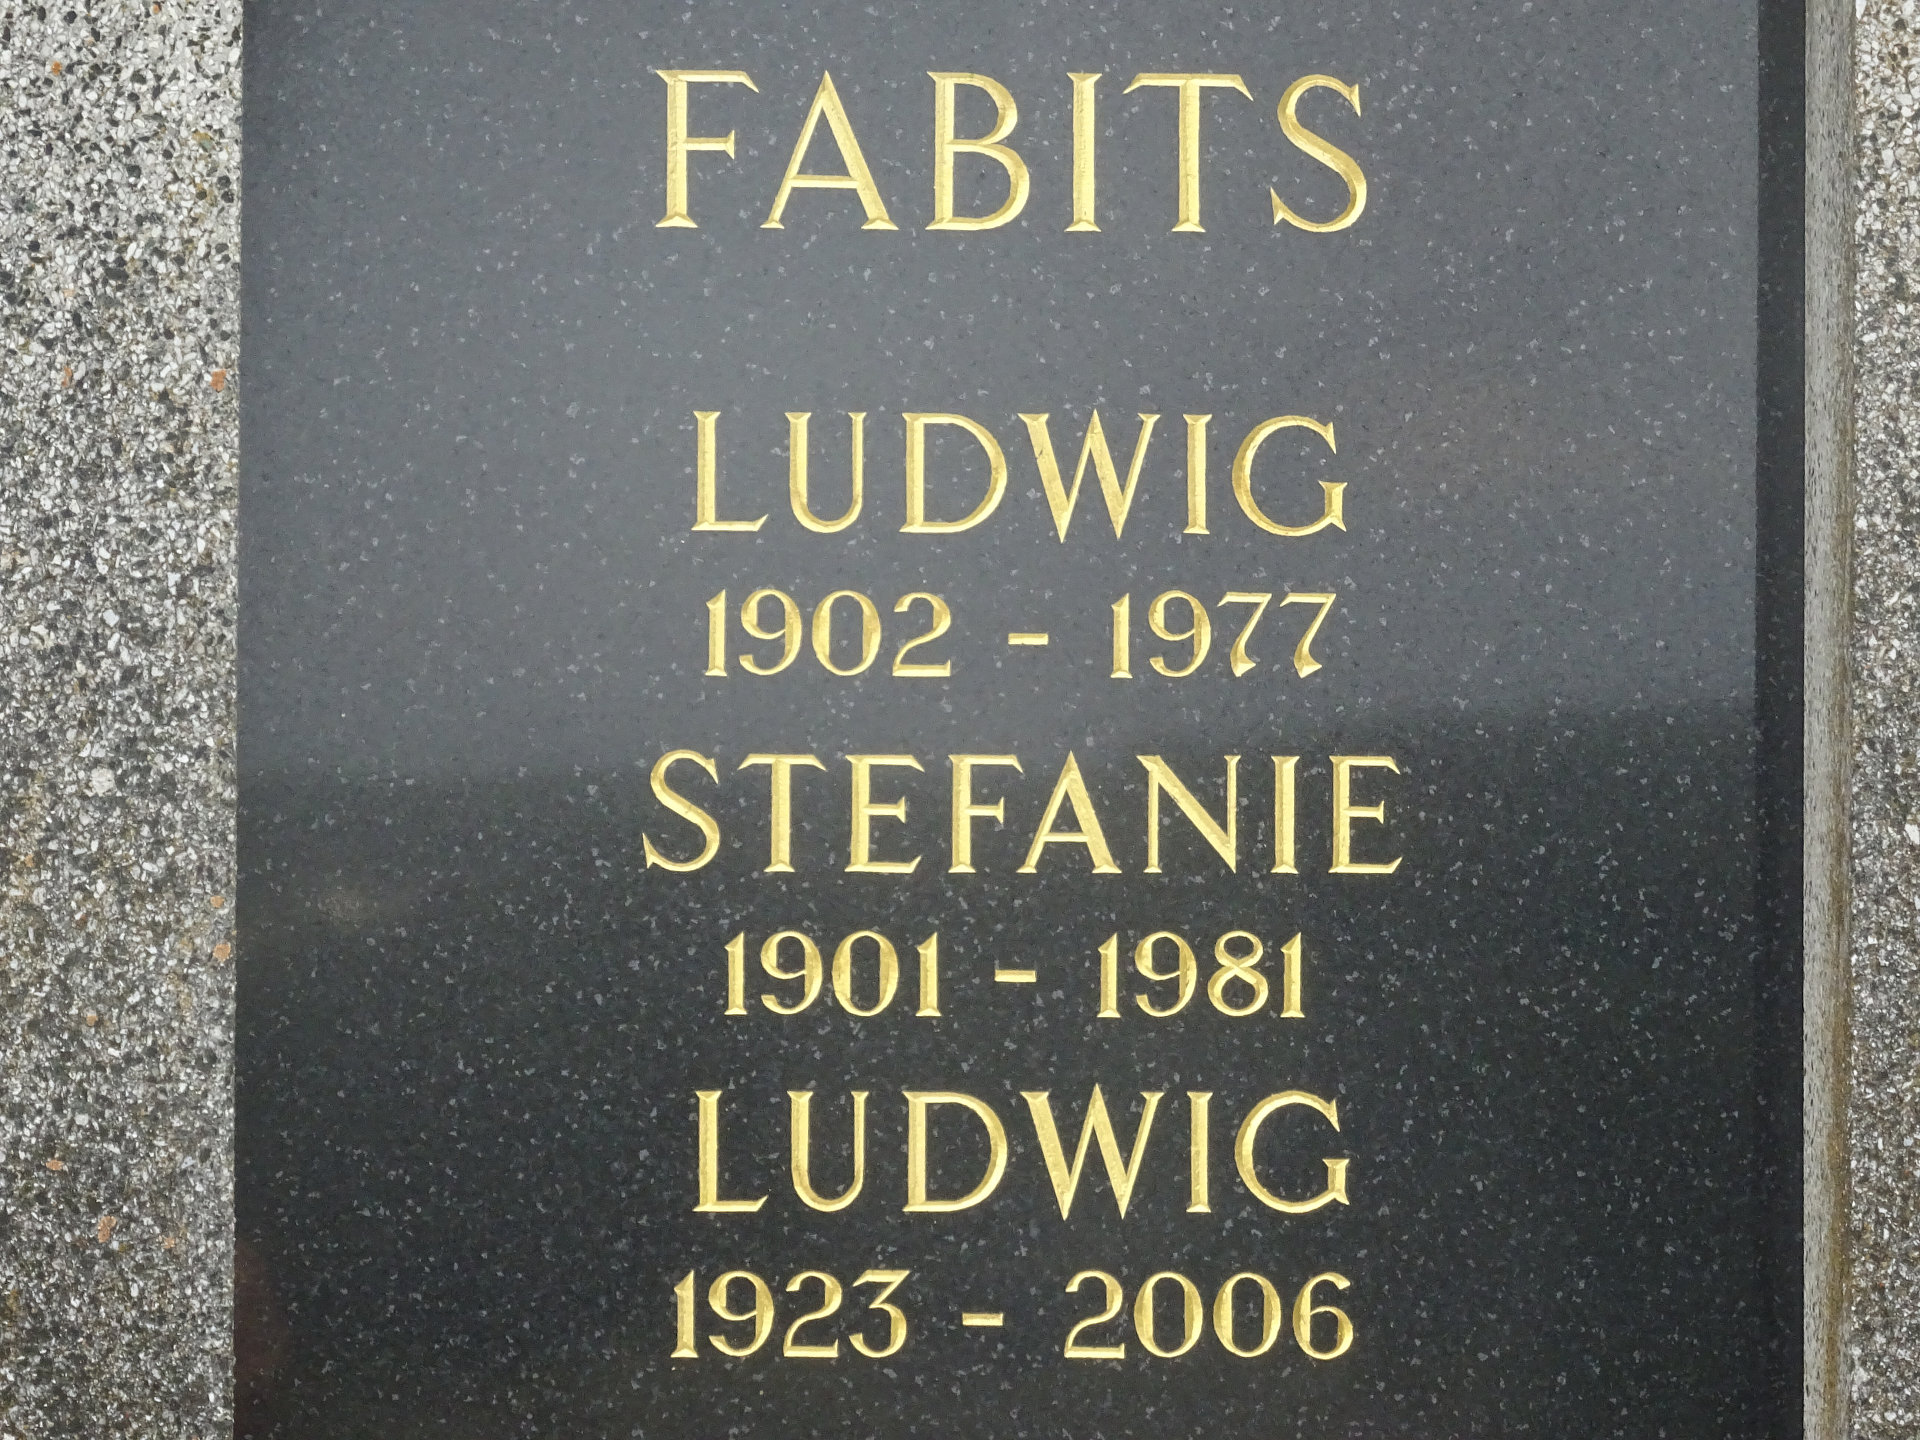 FABITS
LUDWIG
1902 - 1977
STEFANIE
1901 - 1981
LUDWIG
1923 - 2006